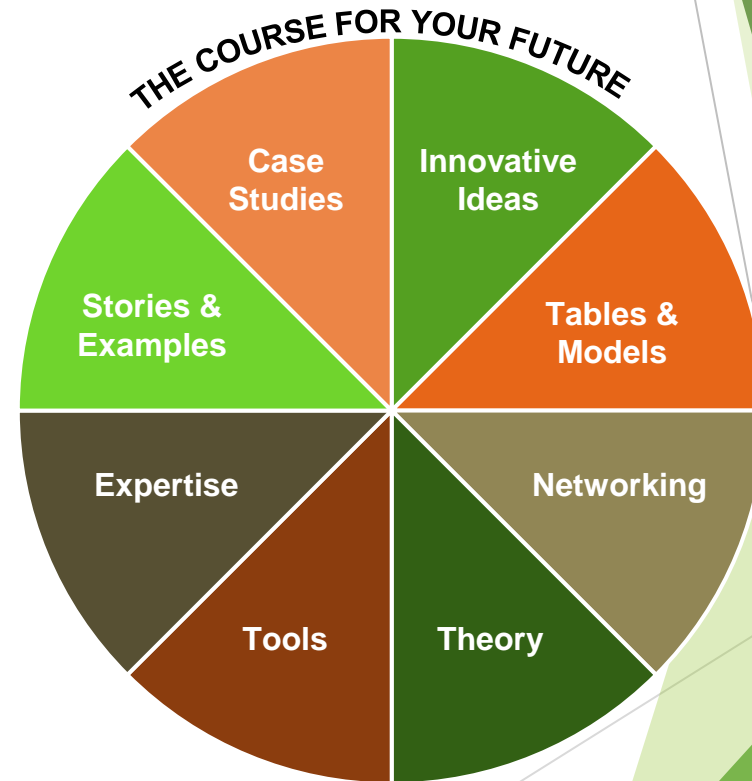 THE COURSE FOR YOUR FUTURE
Case
Studies
Innovative
Ideas
Stories &
Examples
Tables &
Models
Expertise
Networking
Tools
Theory